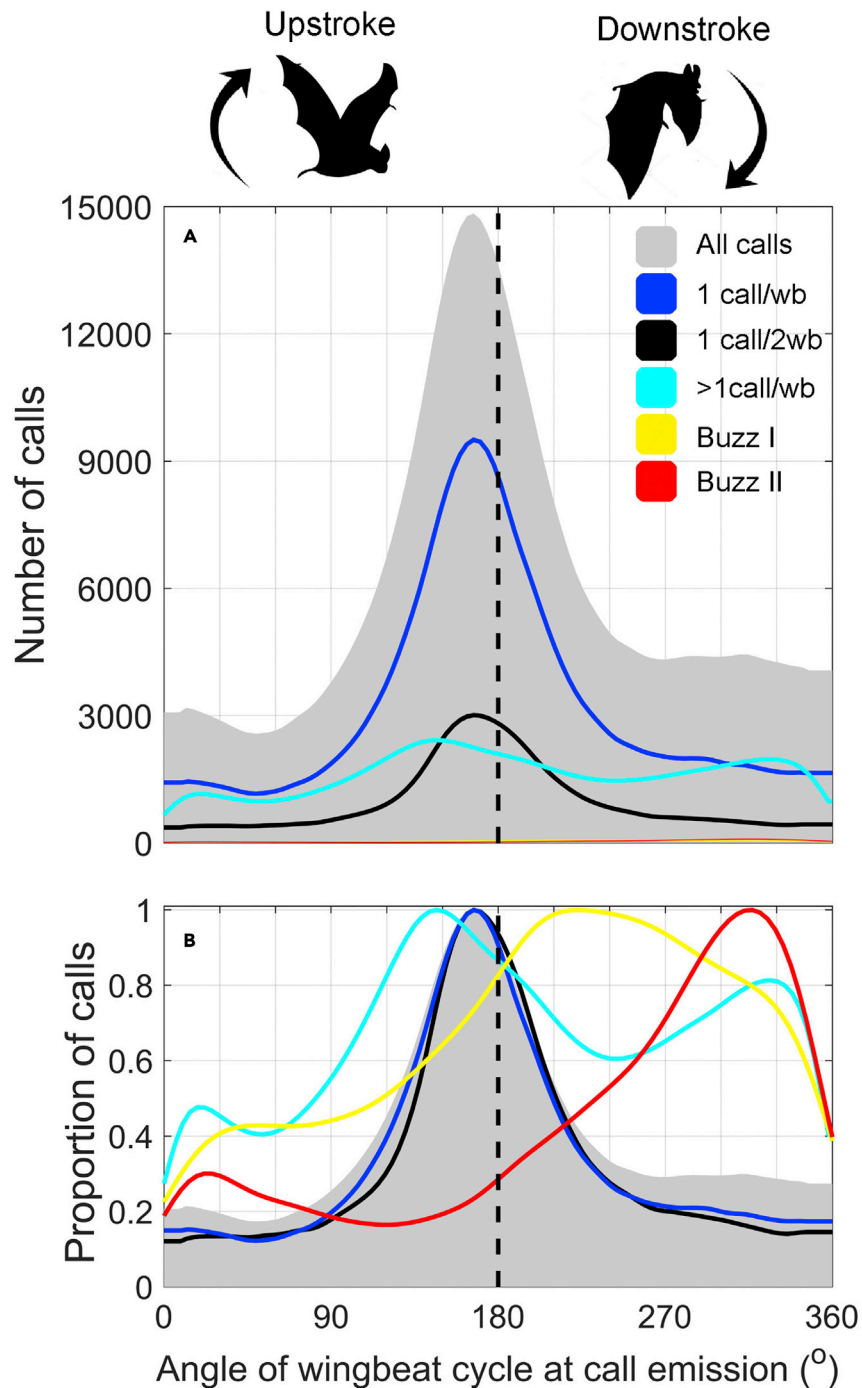 Upstroke
Downstroke
15000
12000
9000
6000
3000
0
Number of calls
A
All calls
1 call/wb
1 call/2wb
>1call/wb
Buzz I
Buzz II
1
0.8
0.6
0.4
0.2
0
Proportion of calls
B
0 90 180 270 360
Angle of wingbeat cycle at call emission (º)